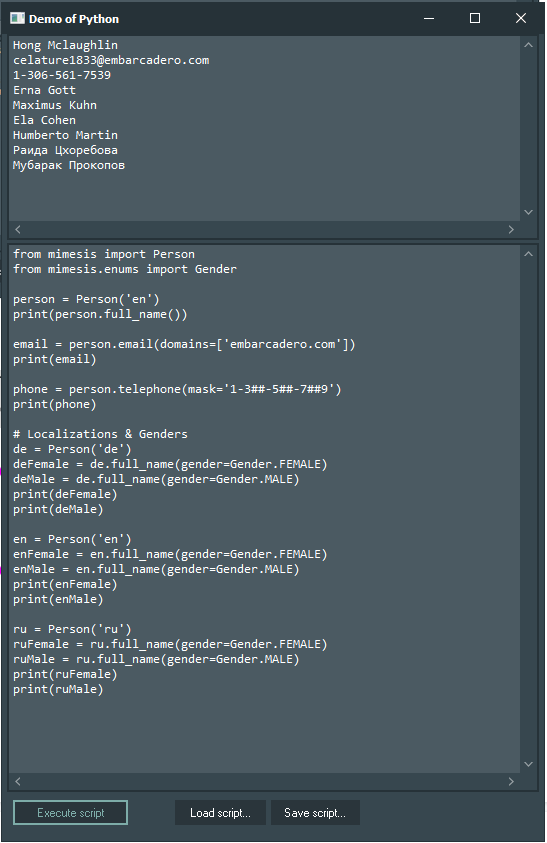 Demo of Python
Hong Mclaughlin
celature1833@embarcadero.com
1-306-561-7539
Erna Gott
Maximus Kuhn
Ela Cohen
Humberto Martin
Раида Цхоребова
Мубарак Прокопов
from mimesis import Person
from mimesis.enums import Gender
person = Person('en')
print(person.full_name())
email = person.email(domains=['embarcadero.com'])
print(email)
phone = person.telephone(mask='1-3##-5##-7##9')
print(phone)
# Localizations & Genders
de = Person('de')
deFemale = de.full_name(gender=Gender.FEMALE)
deMale = de.full_name(gender=Gender.MALE)
print(deFemale)
print(deMale)
en = Person('en')
enFemale = en.full_name(gender=Gender.FEMALE)
enMale = en.full_name(gender=Gender.MALE)
print(enFemale)
print(enMale)
ru = Person('ru')
ruFemale = ru.full_name(gender=Gender.FEMALE)
ruMale = ru.full_name(gender=Gender.MALE)
print(ruFemale)
print(ruMale)
Execute script Load script... Save script...